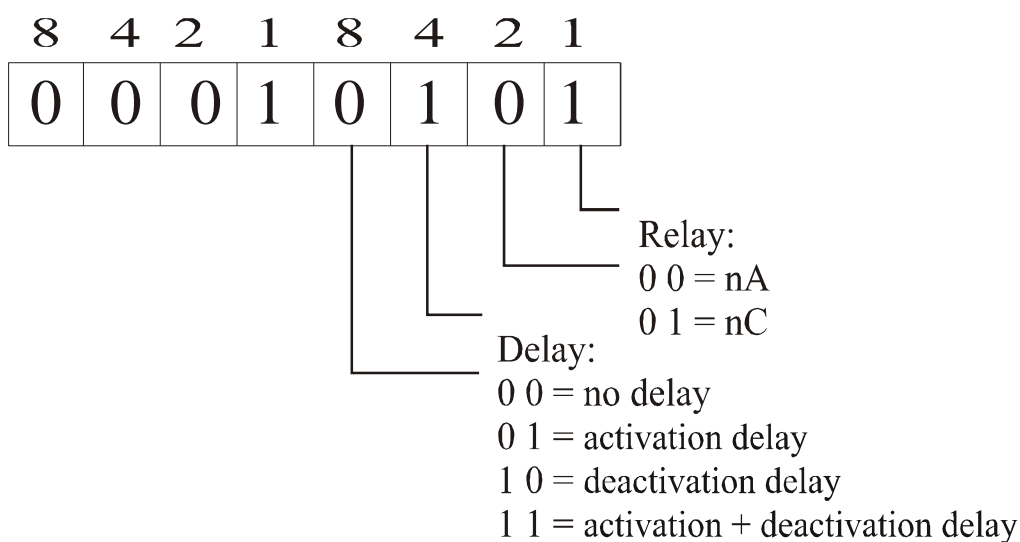 8 4 2 1 8 4 2 1
0 0 0 1 0 1 0 1
Relay:
0 0 = nA
0 1 = nC
Delay:
0 0 = no delay
0 1 = activation delay
1 0 = deactivation delay
1 1 = activation + deactivation delay